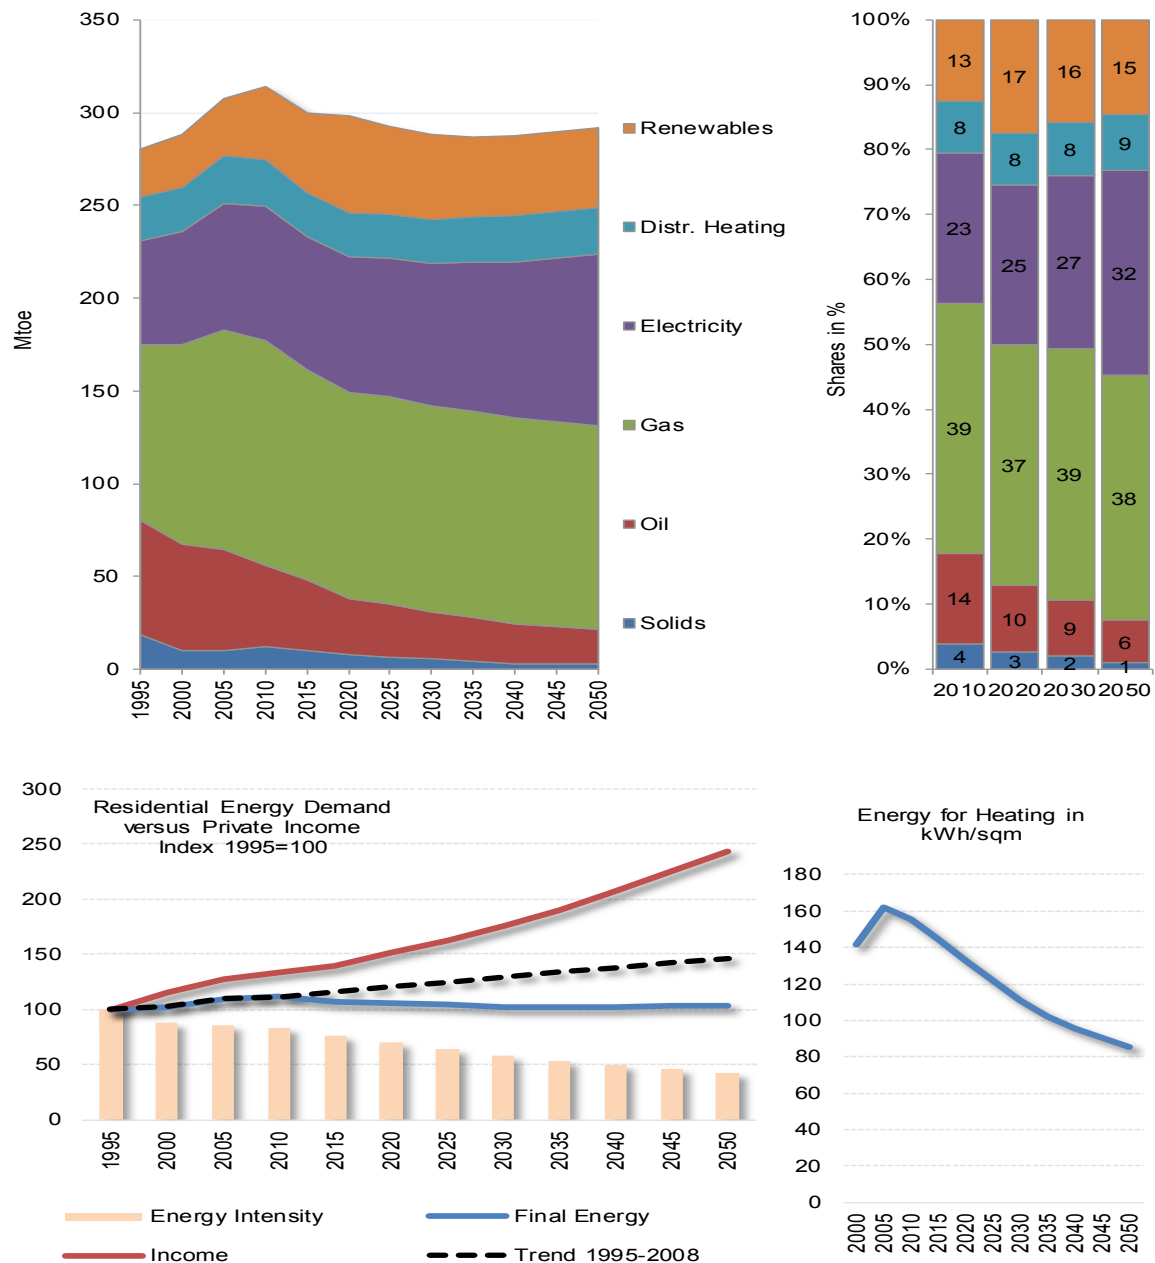 350
300
250
200
150
100
50
0
Mtoe
1995
2000
2005
2010
2015
2020
2025
2030
2035
2040
2045
2050
Renewables
Distr. Heating
Electricity
Gas
Oil
Solids
100%
90%
80%
70%
60%
50%
40%
30%
20%
10%
0%
Shares in %
13 17 16 15
8 8 8 9
23 25 27 32
39 37 39 38
14 10 9 6
4 3 2 1
2010 2020 2030 2050
Residential Energy Demand
versus Private Income
Index 1995=100
300
250
200
150
100
50
0
1995
2000
2005
2010
2015
2020
2025
2030
2035
2040
2045
2050
Energy Intensity
Final Energy
Income
Trend 1995-2008
Energy for Heating in
kWh/sqm
180
160
140
120
100
80
60
40
20
0
2000
2005
2010
2015
2020
2025
2030
2035
2040
2045
2050